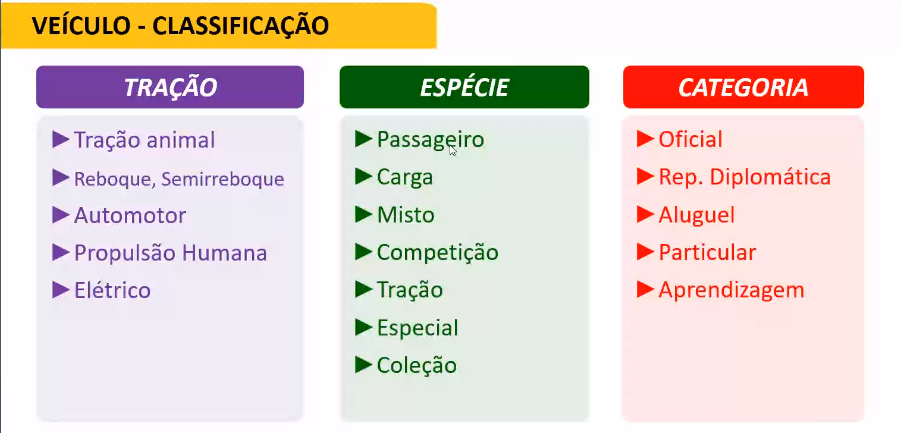 VEÍCULO - CLASSIFICAÇÃO
TRAÇÃO
Tração animal
Reboque, Semirreboque
Automotor
Propulsão Humana
Elétrico
ESPÉCIE
Passageiro
Carga
Misto
Competição
Tração
Especial
Coleção
CATEGORIA
Oficial
Rep. Diplomática
Aluguel
Particular
Aprendizagem